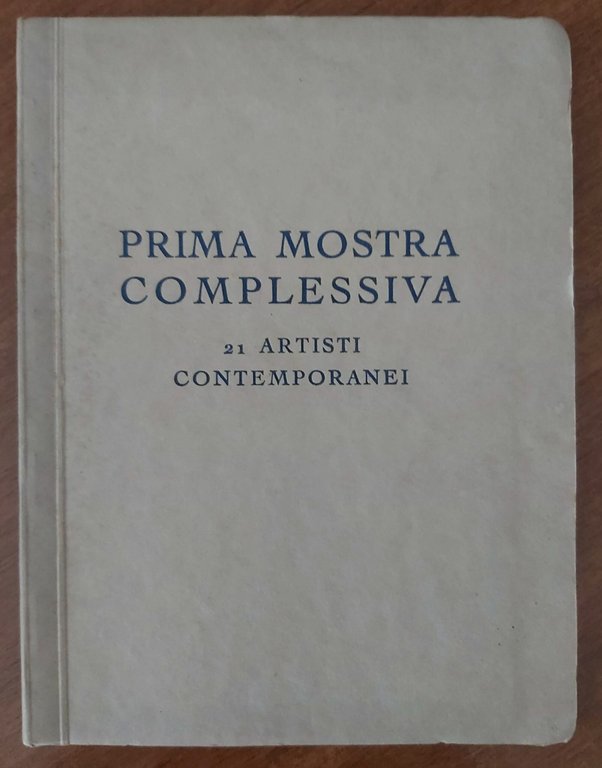 PRIMA MOSTRA
COMPLESSIVA
21 ARTISTI
CONTEMPORANEI